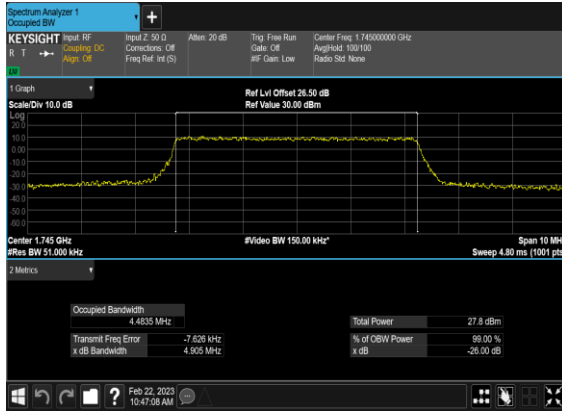 Spectrum Analyzer 1
Occupied BW
+
KEYSIGHT
R T
Input: RF
Coupling: DC
Align: Off
Input Z: 50 Ω
Corrections: Off
Freq Ref: Int (S)
Atten: 20 dB
Trig: Free Run
Gate: Off
#IF Gain: Low
Center Freq: 1.745000000 GHz
Avg|Hold: 100/100
Radio Std: None
1 Graph
Scale/Div 10.0 dB
Ref Lvl Offset 26.50 dB
Ref Value 30.00 dBm
Log
20.0
10.0
0.00
-10.0
-20.0
-30.0
-40.0
-50.0
-60.0
Center 1.745 GHz
#Video BW 150.00 kHz*
Span 10 MH
#Res BW 51.000 kHz
Sweep 4.80 ms (1001 pts
2 Metrics
Occupied Bandwidth
4.4835 MHz
Total Power 27.8 dBm
Transmit Freq Error -7.626 kHz
% of OBW Power 99.00 %
x dB Bandwidth 4.905 MHz
x dB -26.00 dB
?
Feb 22, 2023
10:47:08 AM